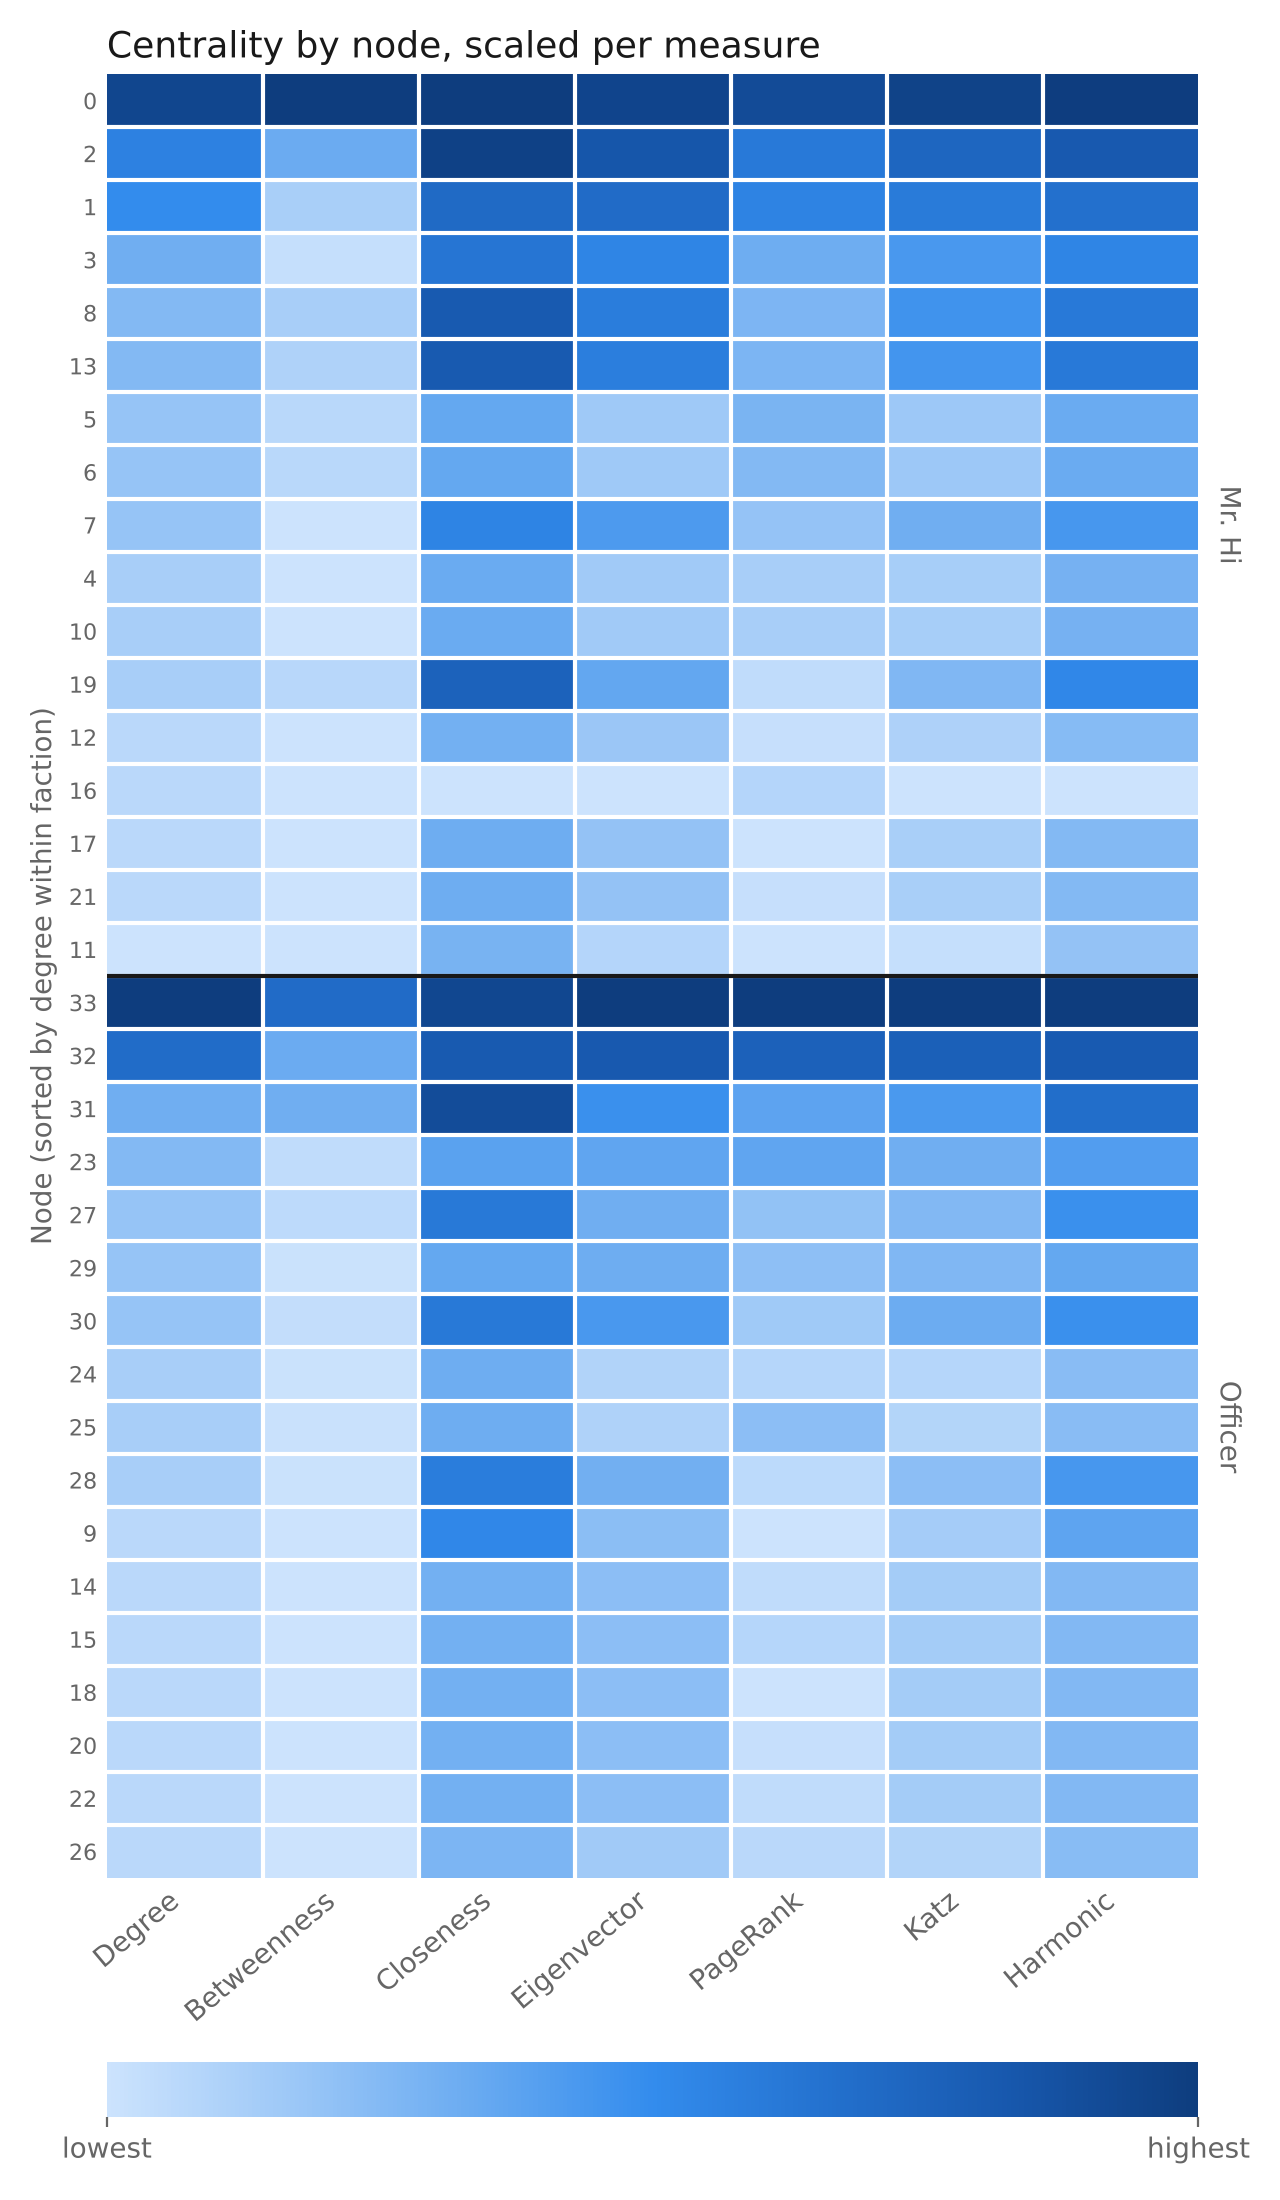 Centrality by node, scaled per measure
0
2
1
3
8
13
5
6
7
4
10
19
12
16
17
21
11
33
32
31
23
27
29
30
24
25
28
9
14
15
18
20
22
26
Node (sorted by degree within faction)
Mr. Hi
Officer
Degree
Betweenness
Closeness
Eigenvector
PageRank
Katz
Harmonic
lowest
highest